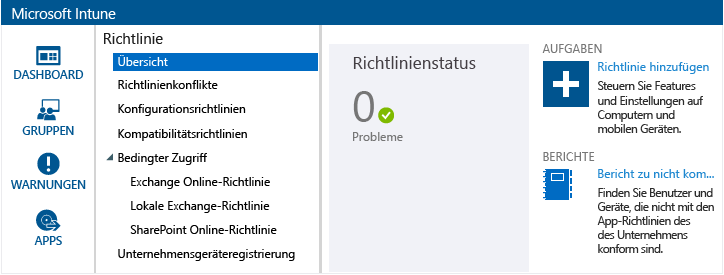 Microsoft Intune
DASHBOARD
GRUPPEN
WARNUNGEN
APPS
Richtlinie
Übersicht
Richtlinienkonflikte
Konfigurationsrichtlinien
Kompatibilitätsrichtlinien
Bedingter Zugriff
Exchange Online-Richtlinie
Lokale Exchange-Richtlinie
SharePoint Online-Richtlinie
Unternehmensgeräteregistrierung
Richtlinienstatus
0
Probleme
AUFGABEN
Richtlinie hinzufügen
Steuern Sie Features
und Einstellungen auf
Computern und
mobilen Geräten.
BERICHTE
Bericht zu nicht kom...
Finden Sie Benutzer und
Geräte, die nicht mit den
App-Richtlinien des
des Unternehmens
konform sind.